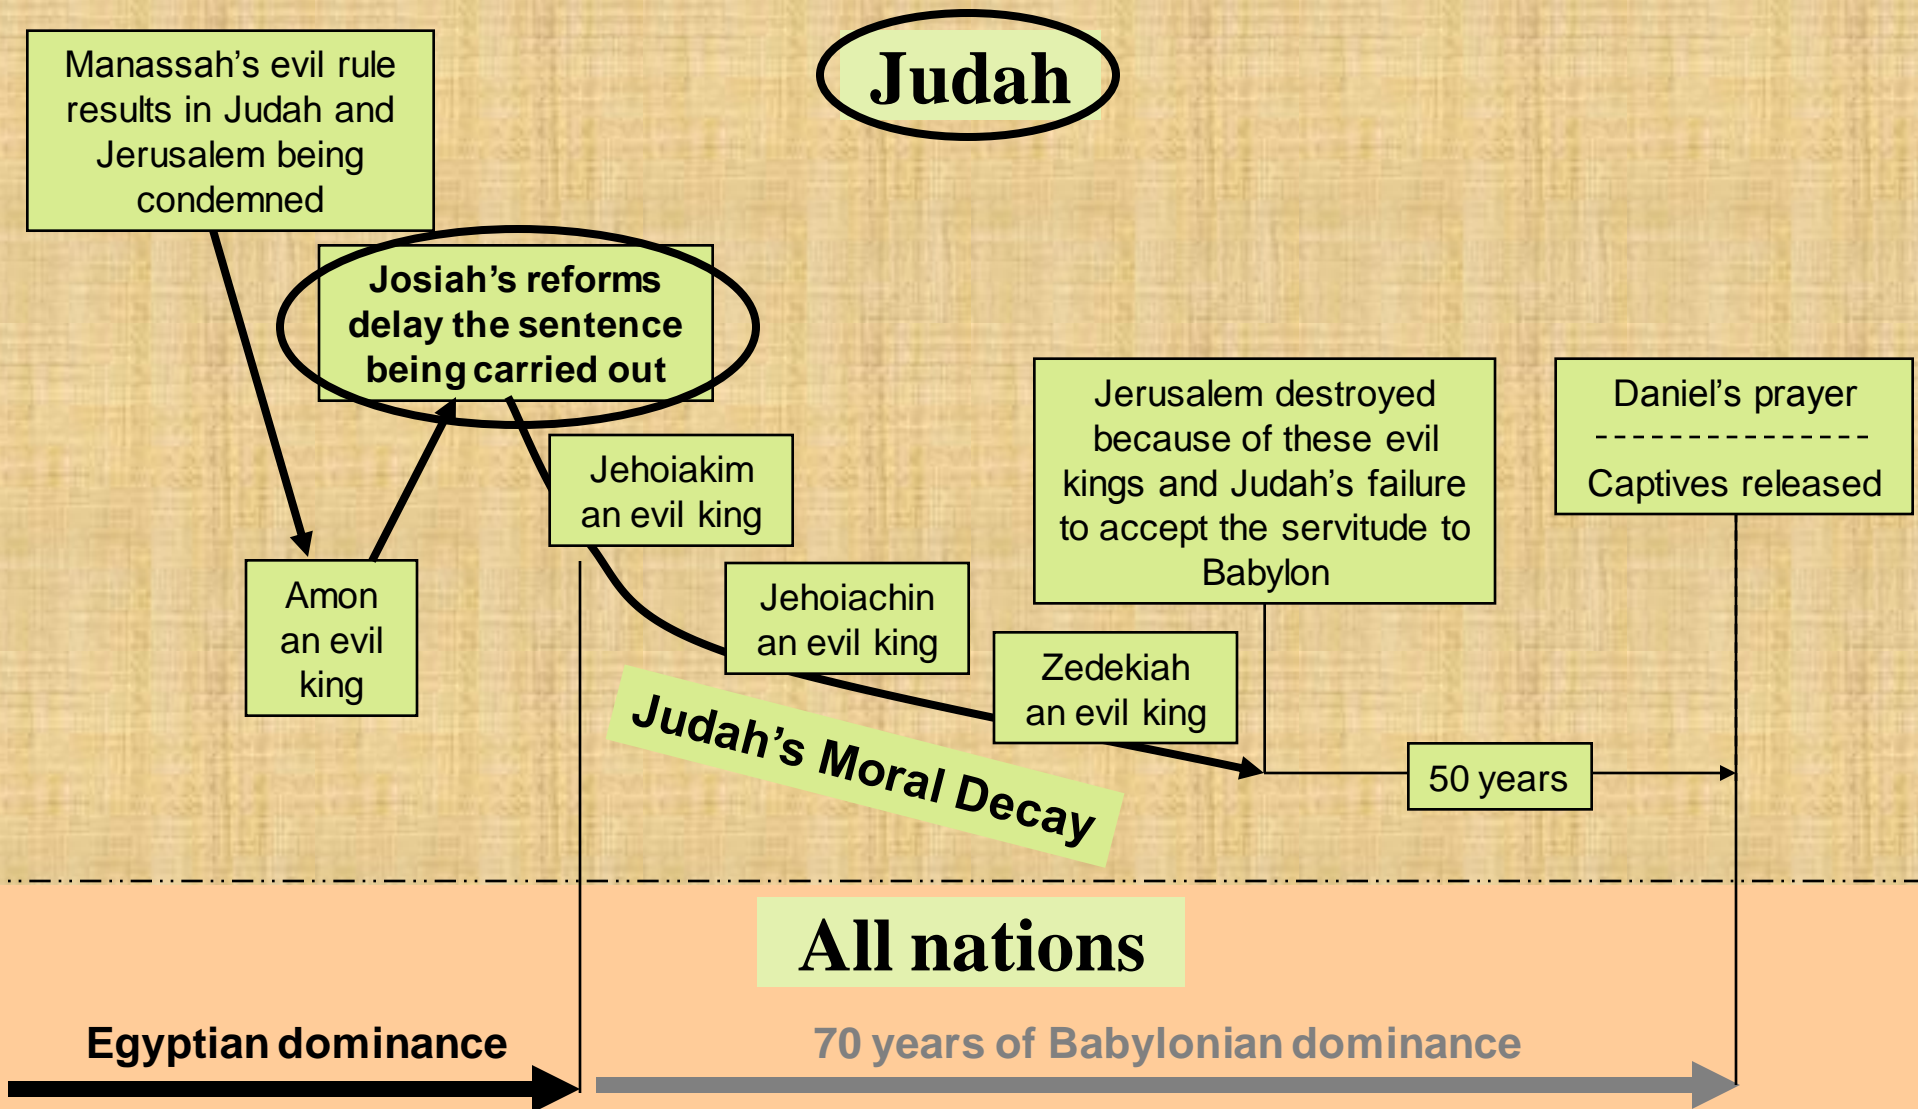 Judah
Manassah’s evil rule
results in Judah and
Jerusalem being
condemned
Josiah’s reforms
delay the sentence
being carried out
Amon
an evil
king
Jehoiakim
an evil king
Jehoiachin
an evil king
Zedekiah
an evil king
Judah’s Moral Decay
Jerusalem destroyed
because of these evil
kings and Judah’s failure
to accept the servitude to
Babylon
Daniel’s prayer
Captives released
50 years
All nations
Egyptian dominance
70 years of Babylonian dominance